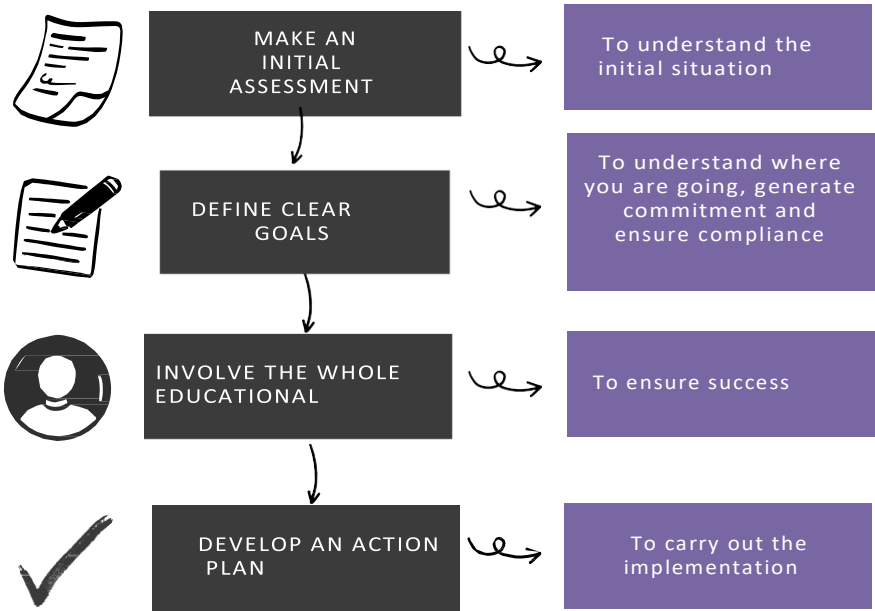 MAKE AN
INITIAL
ASSESSMENT
To understand the
initial situation
DEFINE CLEAR
GOALS
To understand where
you are going, generate
commitment and
ensure compliance
INVOLVE THE WHOLE
EDUCATIONAL
To ensure success
DEVELOP AN ACTION
PLAN
To carry out the
implementation